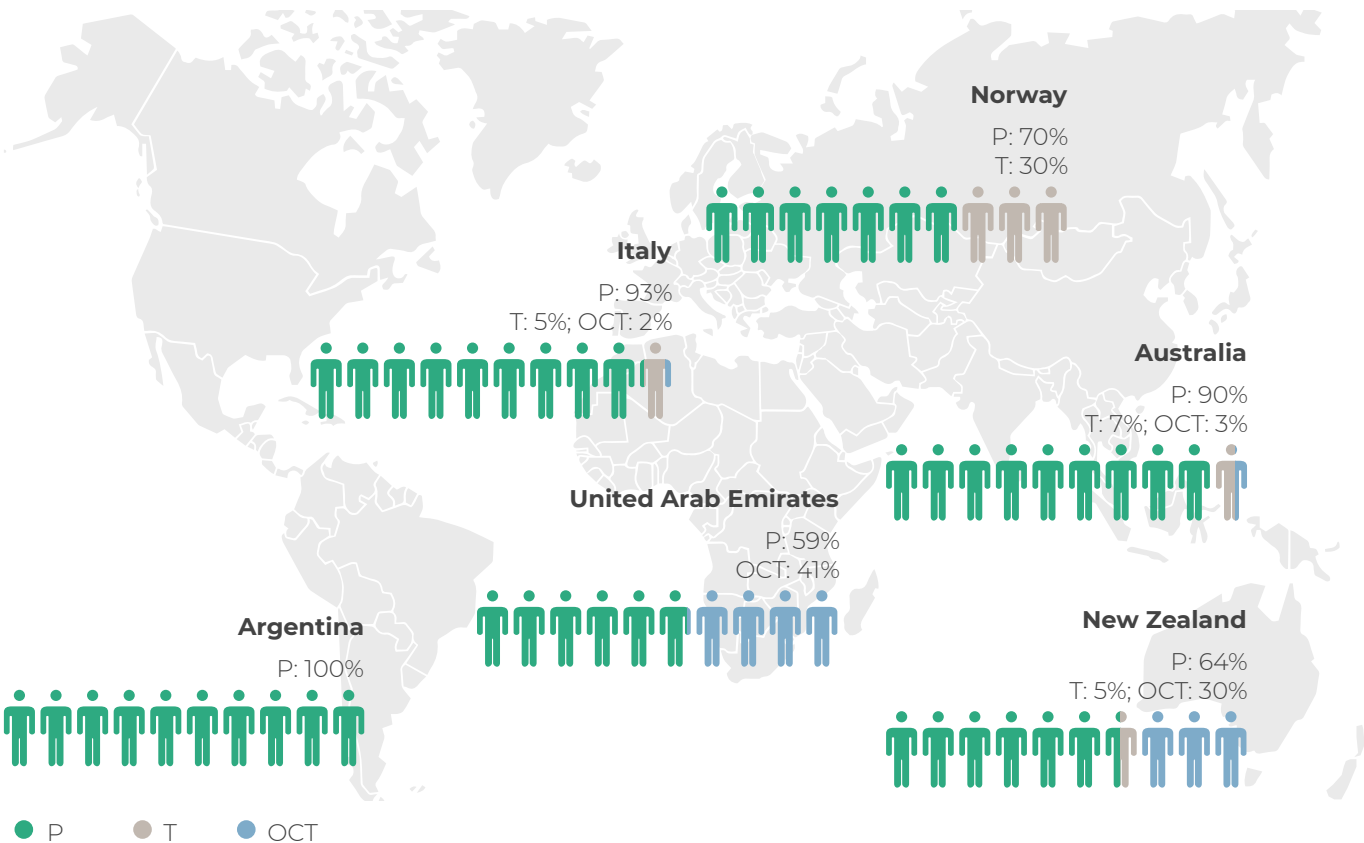 Norway
P: 70%
T: 30%
Italy
P: 93%
T: 5%; OCT: 2%
Australia
P: 90%
T: 7%; OCT: 3%
United Arab Emirates
P: 59%
OCT: 41%
Argentina
P: 100%
New Zealand
P: 64%
T: 5%; OCT: 30%
P T OCT